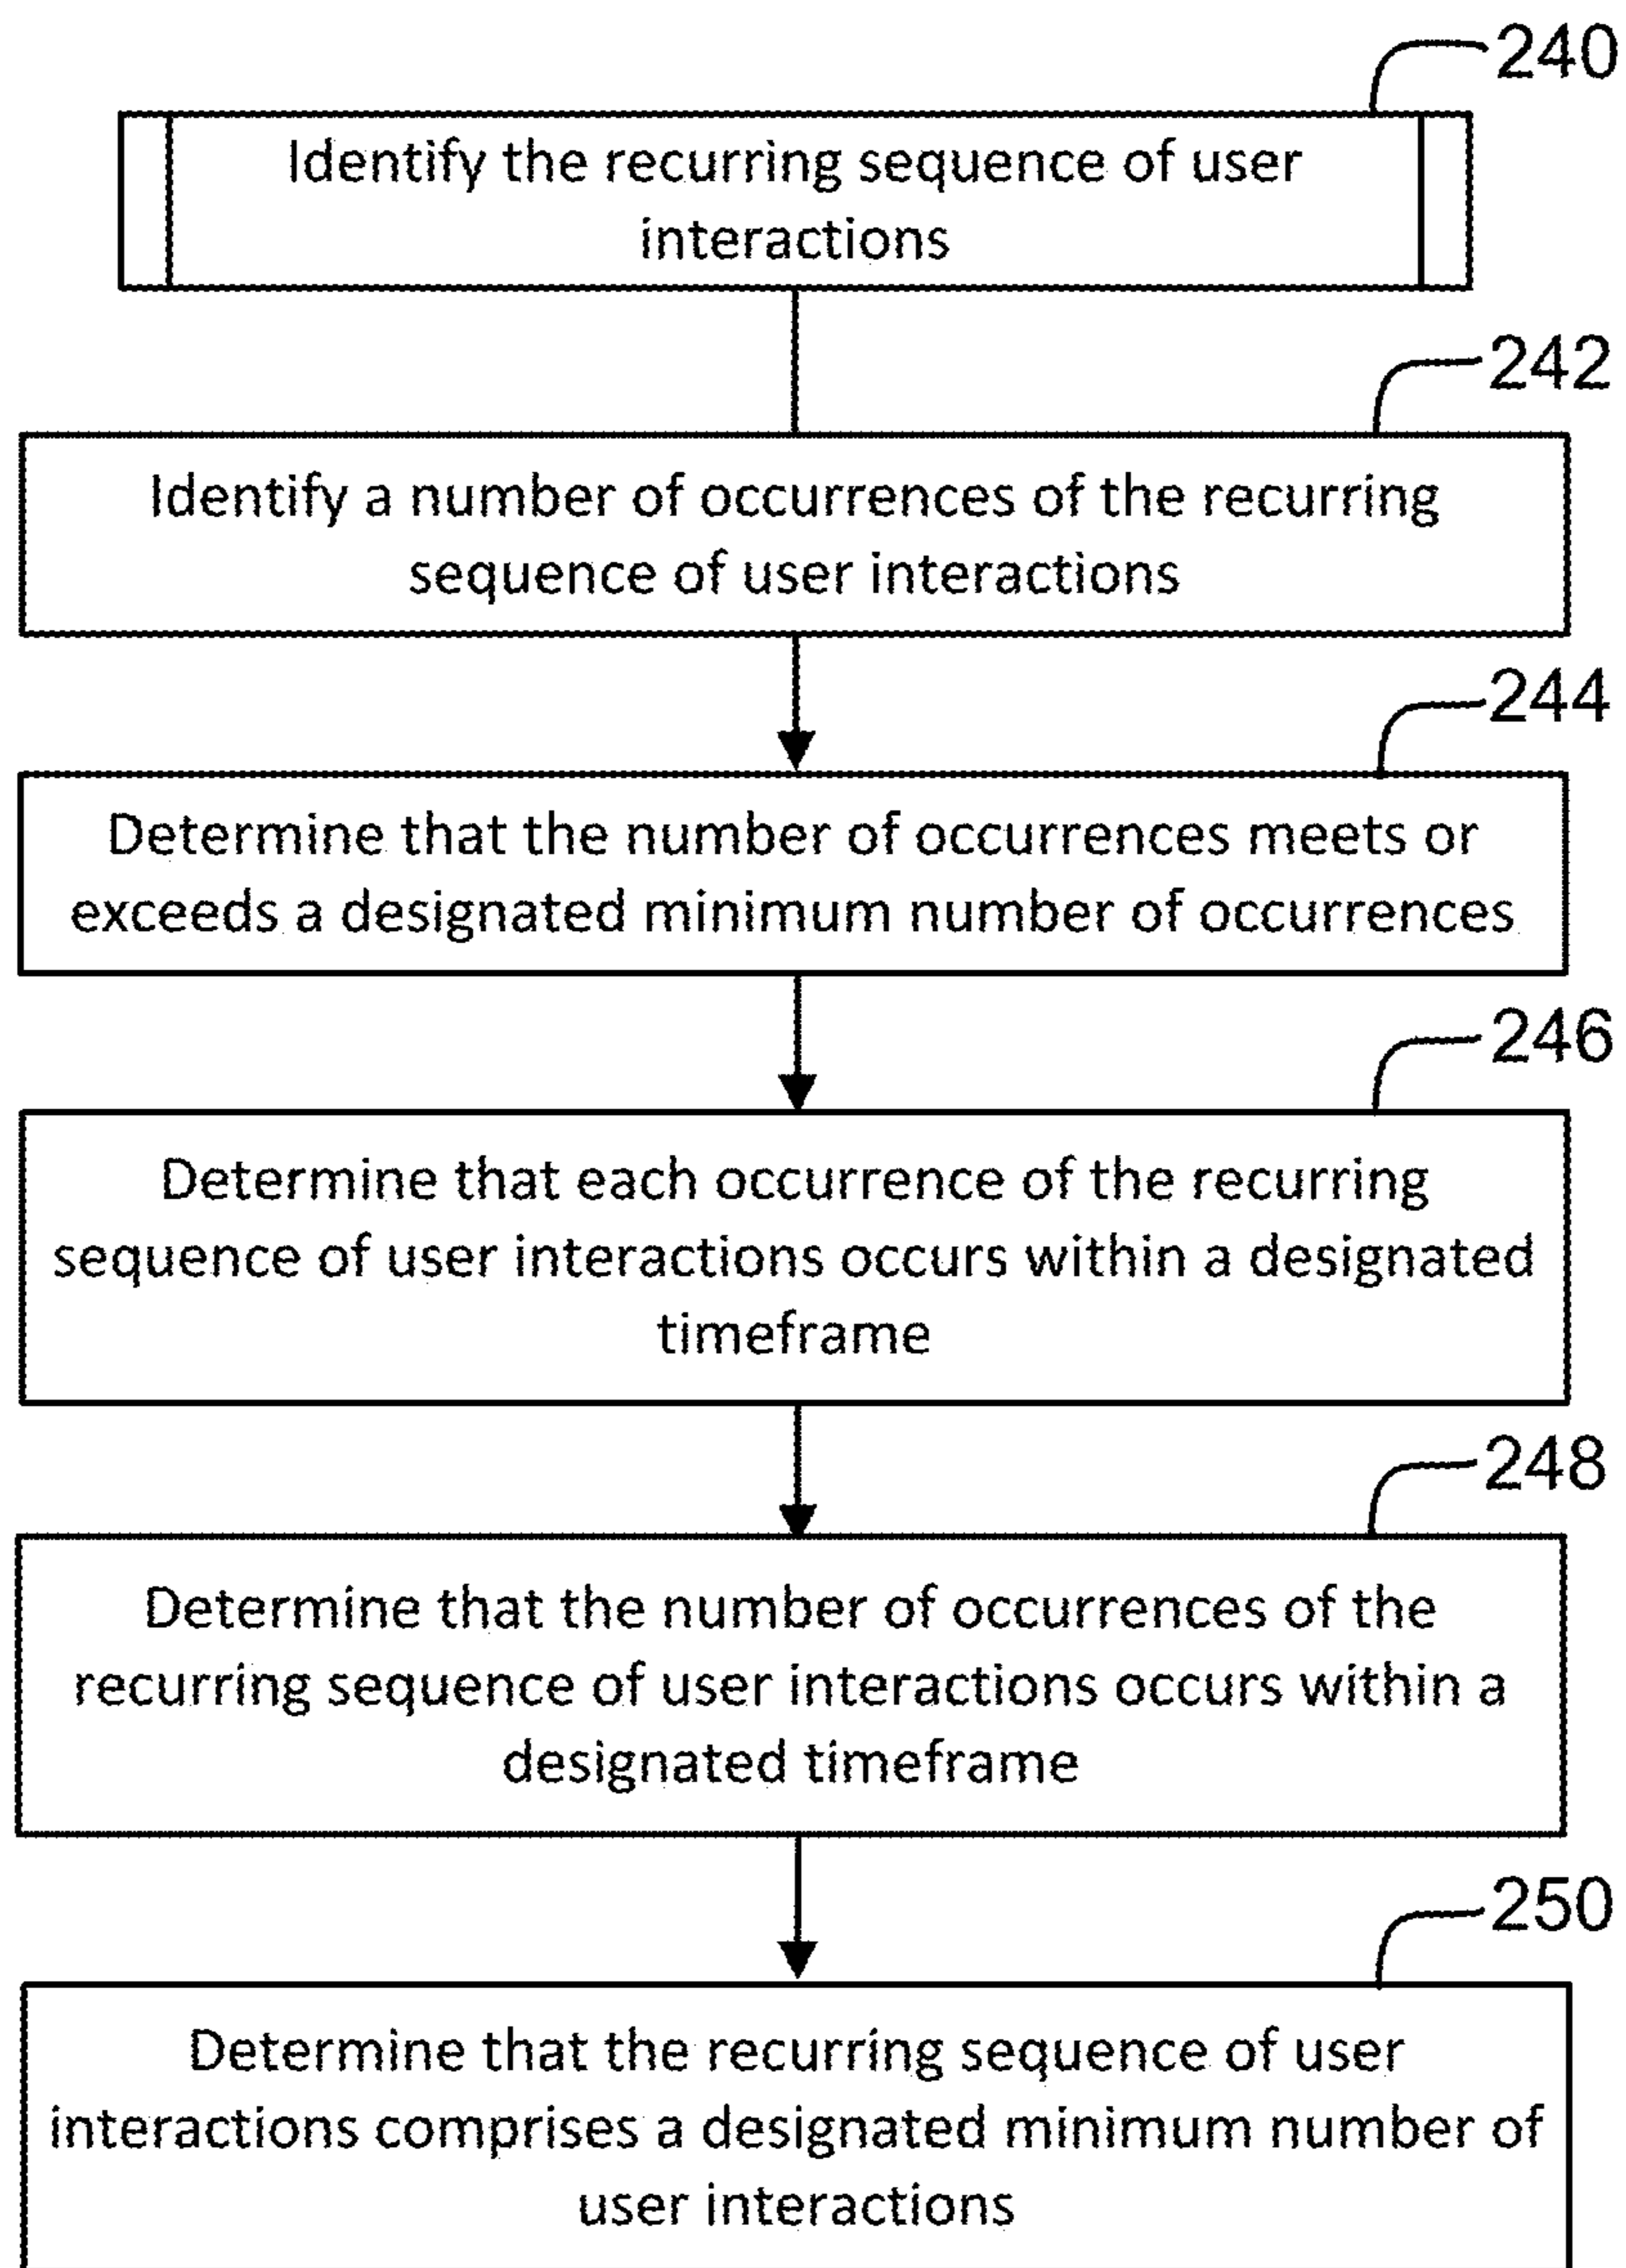 240
Identify the recurring sequence of user
interactions
242
Identify a number of occurrences of the recurring
sequence of user interactions
244
Determine that the number of occurrences meets or
exceeds a designated minimum number of occurrences
246
Determine that each occurrence of the recurring
sequence of user interactions occurs within a designated
timeframe
248
Determine that the number of occurrences of the
recurring sequence of user interactions occurs within a
designated timeframe
250
Determine that the recurring sequence of user
interactions comprises a designated minimum number of
user interactions